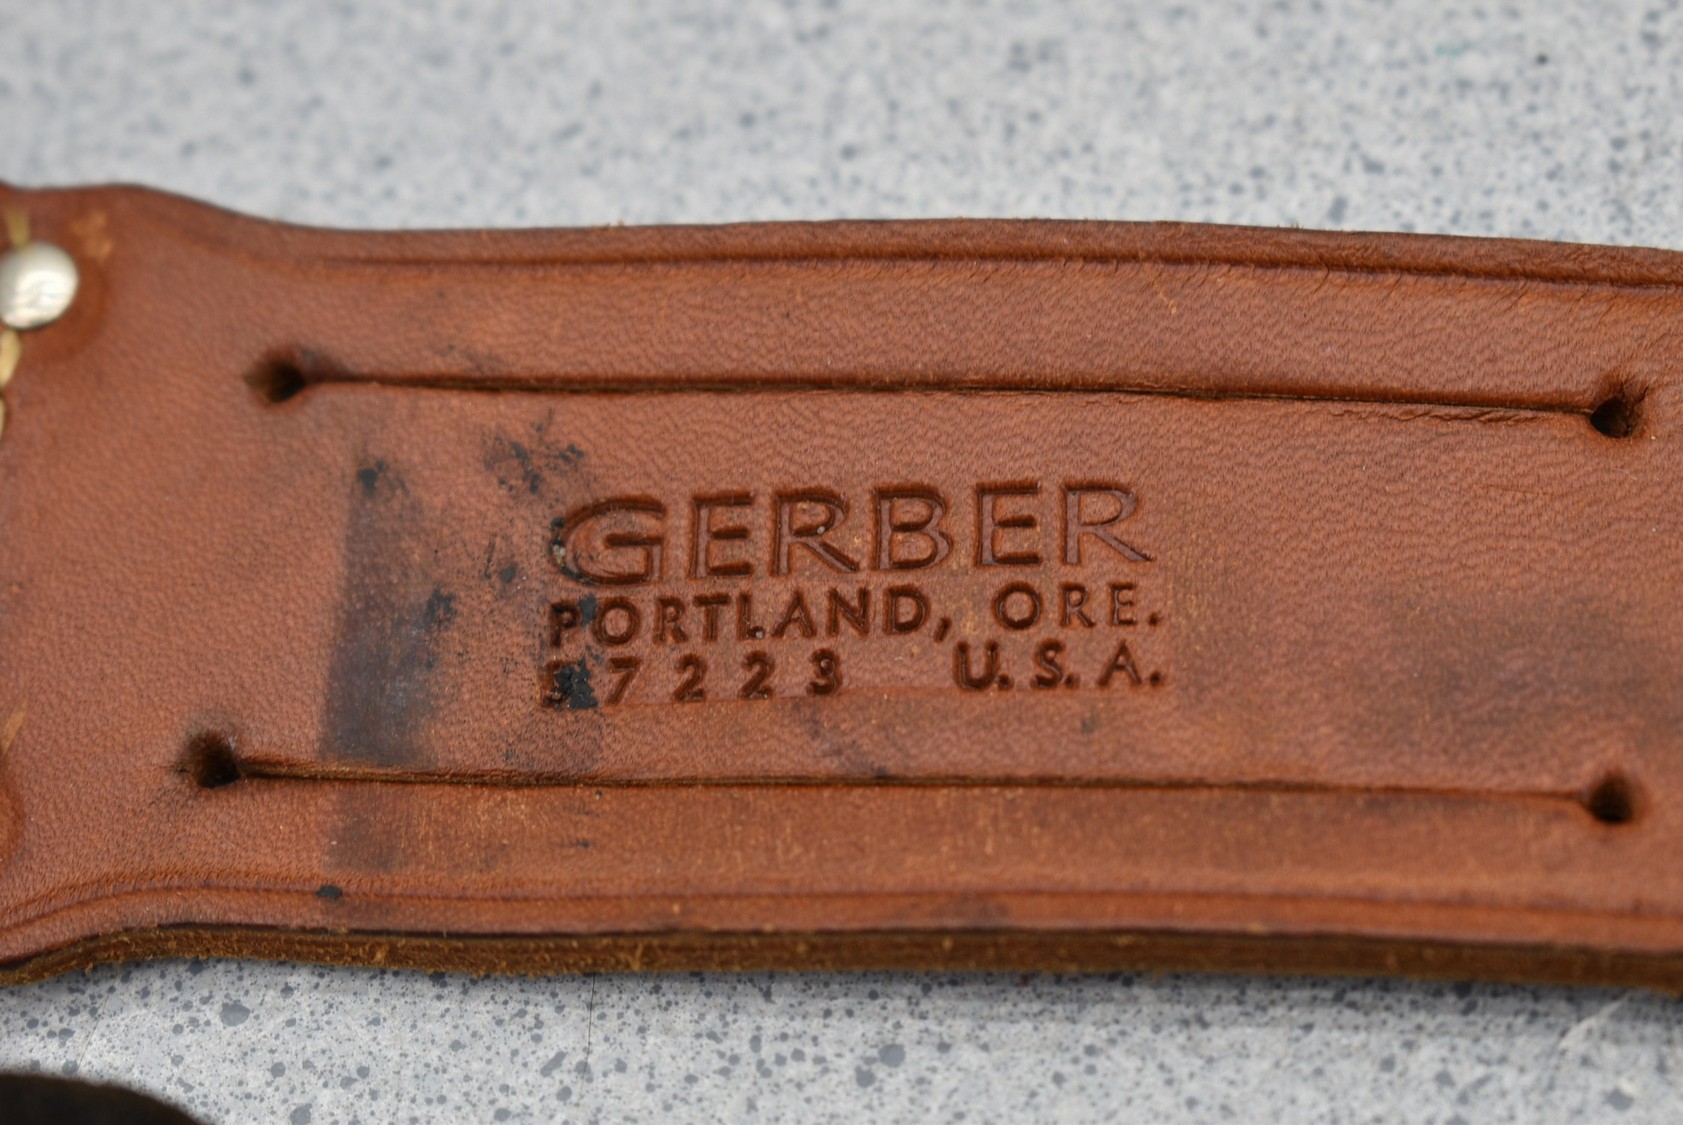 GERBER
PORTLAND, ORE.
97223 U.S.A.